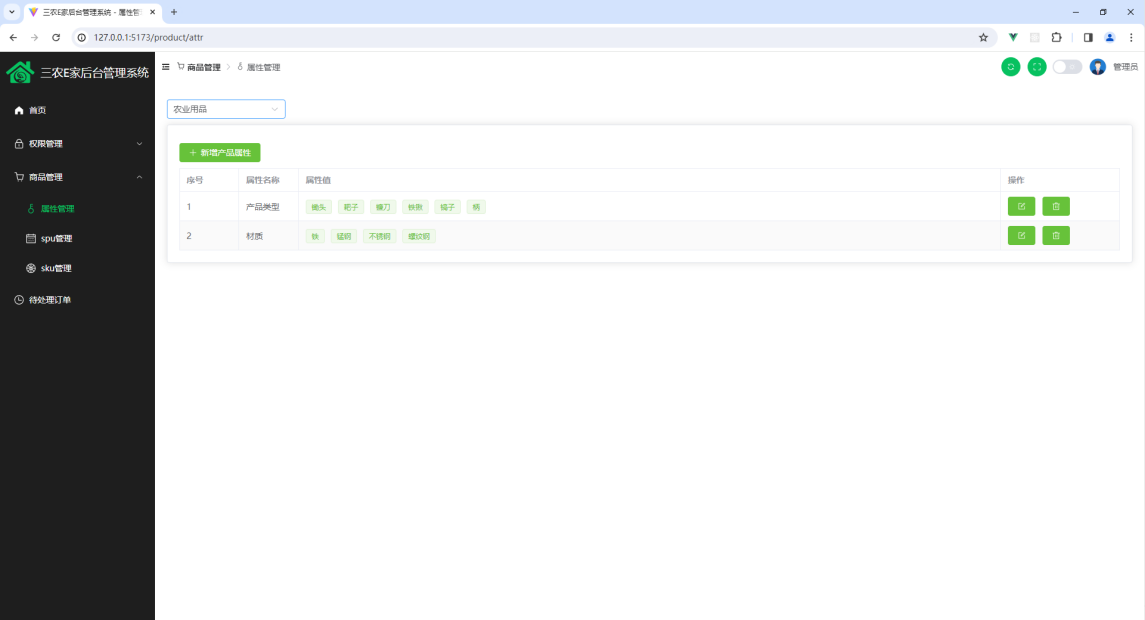 三农E家后台管理系统 - 属性管
127.0.0.1:5173/product/attr
三农E家后台管理系统
商品管理 > 属性管理
管理员
首页
权限管理
商品管理
属性管理
spu管理
sku管理
待处理订单
农业用品
+ 新增产品属性
序号 属性名称 属性值 操作
1 产品类型 锄头 耙子 镰刀 铁锹 镐子
2 材质 铁 锰钢 不锈钢 螺纹钢